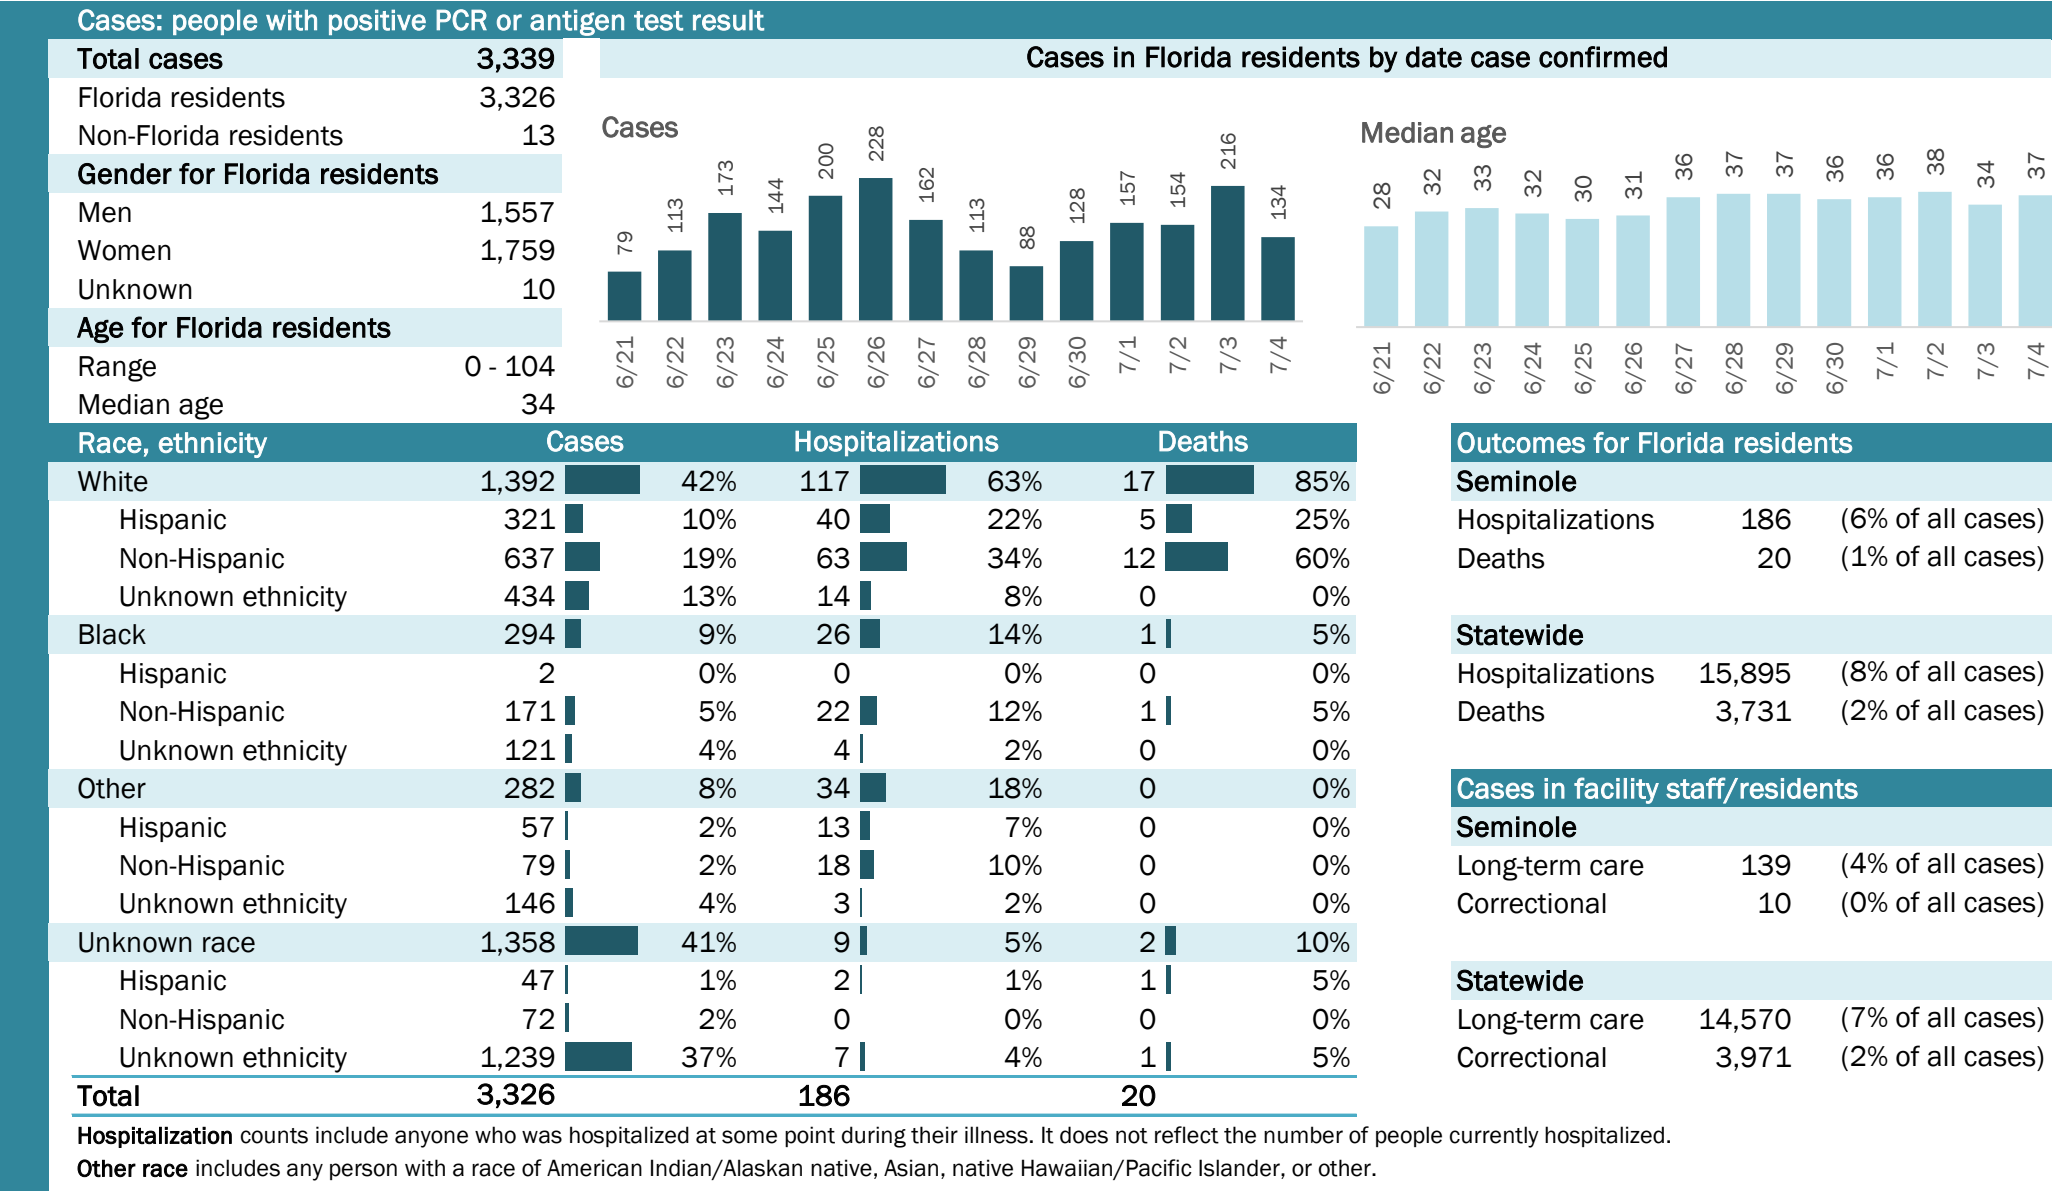 Cases: people with positive PCR or antigen test result
Total cases 3,339
Florida residents 3,326
Non-Florida residents 13
Gender for Florida residents
Men 1,557
Women 1,759
Unknown 10
Age for Florida residents
Range 0 - 104
Median age 34
Cases in Florida residents by date case confirmed
Cases
79 113 173 144 200 228 162 113 88 128 157 154 216 134
6/21 6/22 6/23 6/24 6/25 6/26 6/27 6/28 6/29 6/30 7/1 7/2 7/3 7/4
Median age
28 32 33 32 30 31 36 37 37 36 36 38 34 37
6/21 6/22 6/23 6/24 6/25 6/26 6/27 6/28 6/29 6/30 7/1 7/2 7/3 7/4
Race, ethnicity Cases Hospitalizations Deaths
White 1,392 42% 117 63% 17 85%
Hispanic 321 10% 40 22% 5 25%
Non-Hispanic 637 19% 63 34% 12 60%
Unknown ethnicity 434 13% 14 8% 0 0%
Black 294 9% 26 14% 1 5%
Hispanic 2 0% 0 0% 0 0%
Non-Hispanic 171 5% 22 12% 1 5%
Unknown ethnicity 121 4% 4 2% 0 0%
Other 282 8% 34 18% 0 0%
Hispanic 57 2% 13 7% 0 0%
Non-Hispanic 79 2% 18 10% 0 0%
Unknown ethnicity 146 4% 3 2% 0 0%
Unknown race 1,358 41% 9 5% 2 10%
Hispanic 47 1% 2 1% 1 5%
Non-Hispanic 72 2% 0 0% 0 0%
Unknown ethnicity 1,239 37% 7 4% 1 5%
Total 3,326 186 20
Outcomes for Florida residents
Seminole
Hospitalizations 186 (6% of all cases)
Deaths 20 (1% of all cases)
Statewide
Hospitalizations 15,895 (8% of all cases)
Deaths 3,731 (2% of all cases)
Cases in facility staff/residents
Seminole
Long-term care 139 (4% of all cases)
Correctional 10 (0% of all cases)
Statewide
Long-term care 14,570 (7% of all cases)
Correctional 3,971 (2% of all cases)
Hospitalization counts include anyone who was hospitalized at some point during their illness. It does not reflect the number of people currently hospitalized.
Other race includes any person with a race of American Indian/Alaskan native, Asian, native Hawaiian/Pacific Islander, or other.